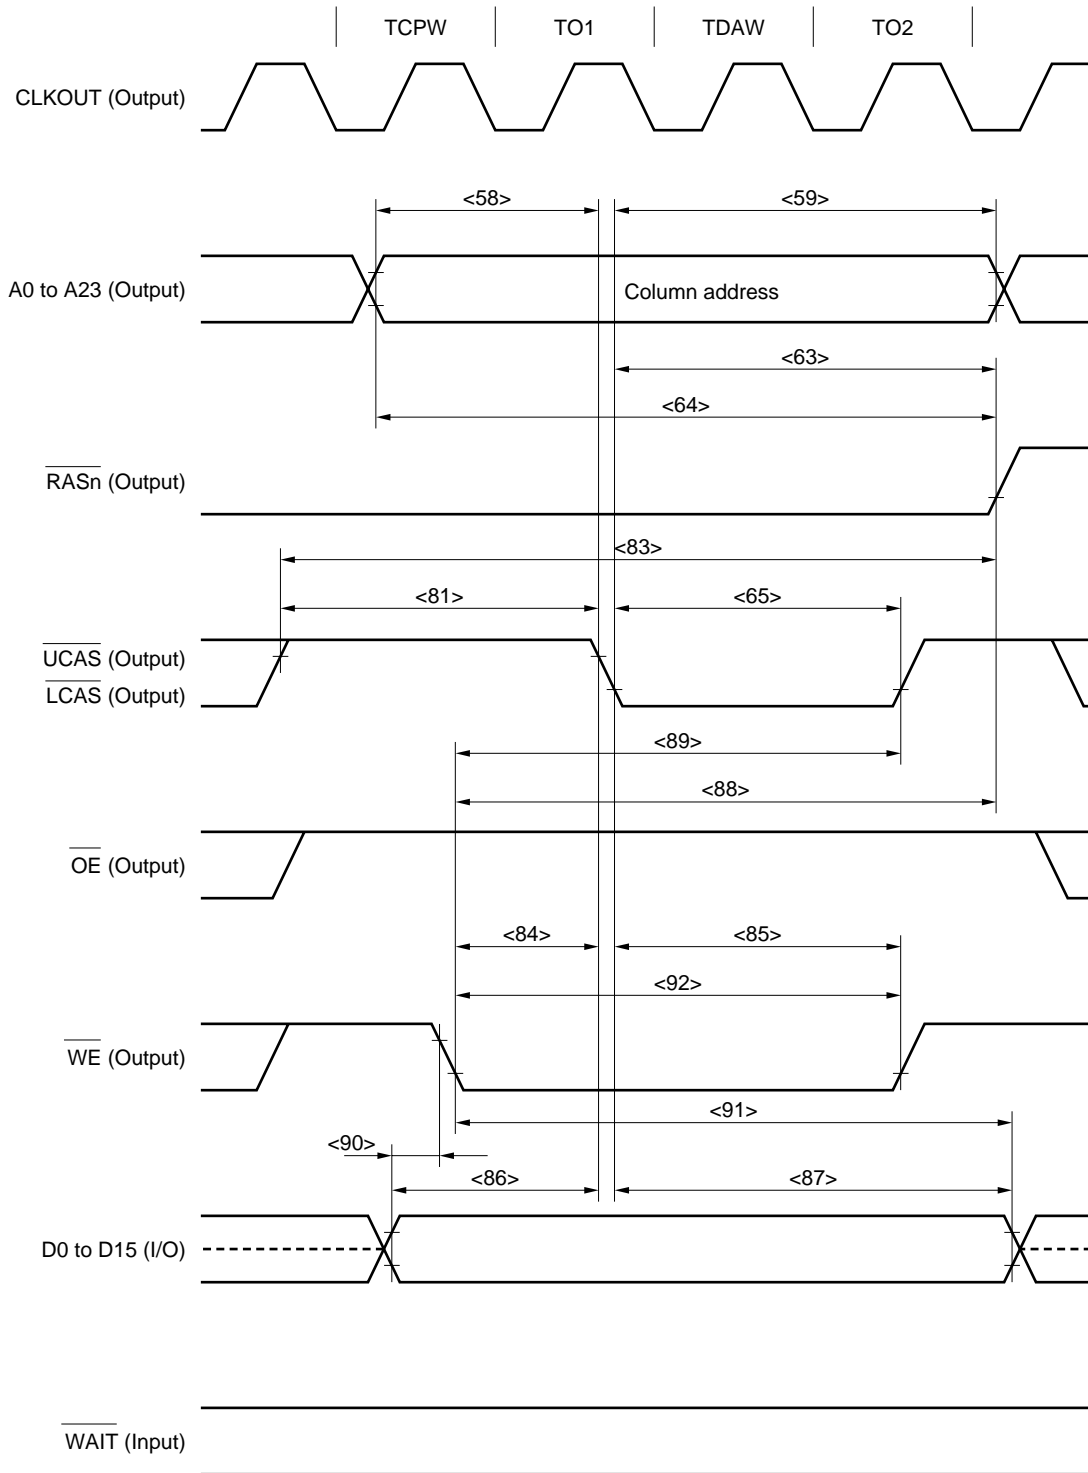 TCPW TO1 TDAW TO2
CLKOUT (Output)
<58> <59>
A0 to A23 (Output)
Column address
<63>
<64>
RASn (Output)
<83>
<81> <65>
UCAS (Output)
LCAS (Output)
<89>
<88>
OE (Output)
<84> <85>
<92>
WE (Output)
<91>
<90>
<86> <87>
D0 to D15 (I/O)
WAIT (Input)